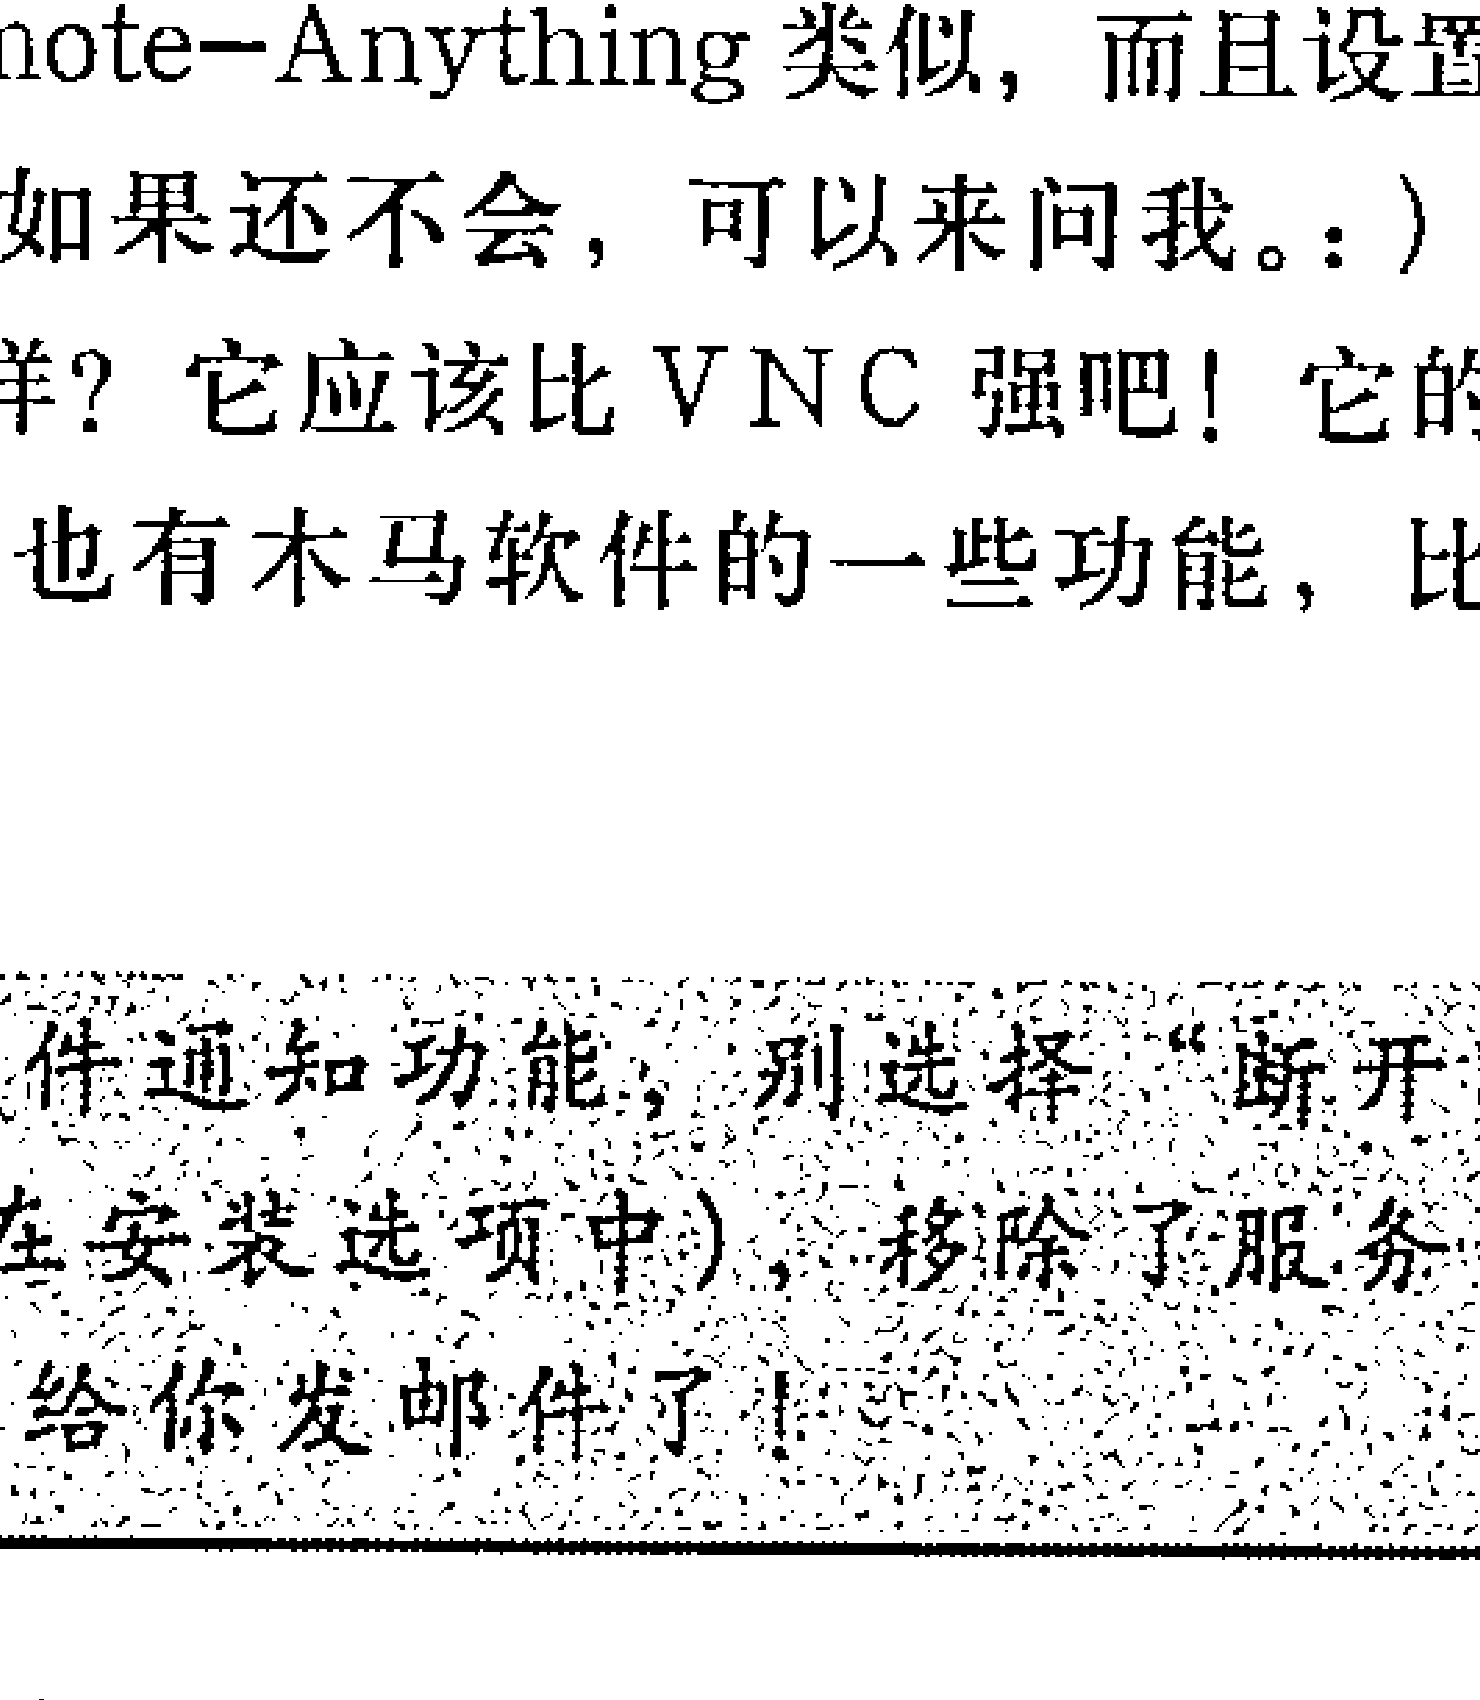 mote-Anything 类似，而且设置
如果还不会，可以来问我。：）
样？它应该比 VNC 强吧！它的
也有木马软件的一些功能，比
件通知功能，别选择“断开
在安装选项中），移除了服务
给你发邮件了！